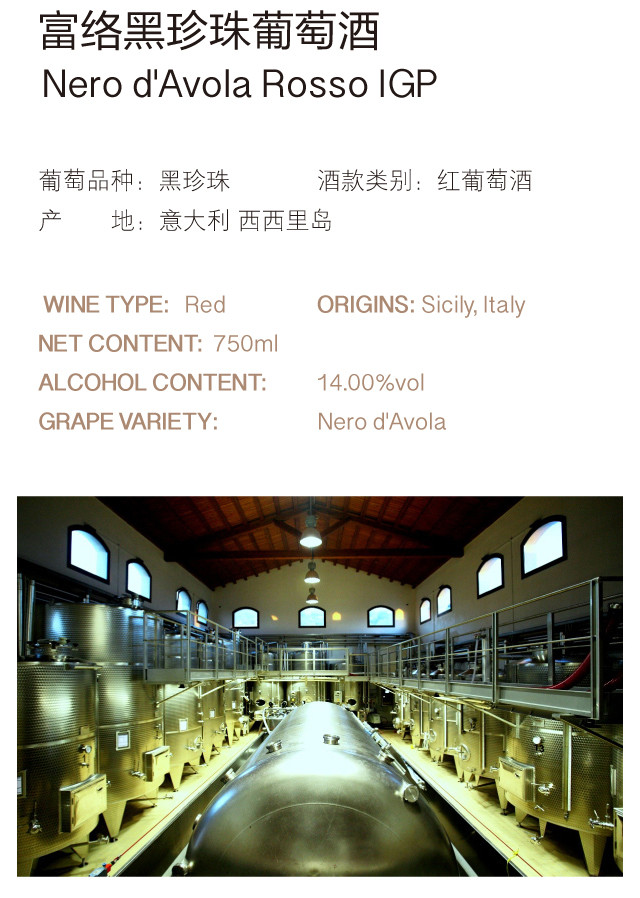 富络黑珍珠葡萄酒
Nero d'Avola Rosso IGP
葡萄品种：黑珍珠 酒款类别：红葡萄酒
产 地：意大利 西西里岛
WINE TYPE: Red ORIGINS: Sicily, Italy
NET CONTENT: 750ml
ALCOHOL CONTENT: 14.00%vol
GRAPE VARIETY: Nero d'Avola